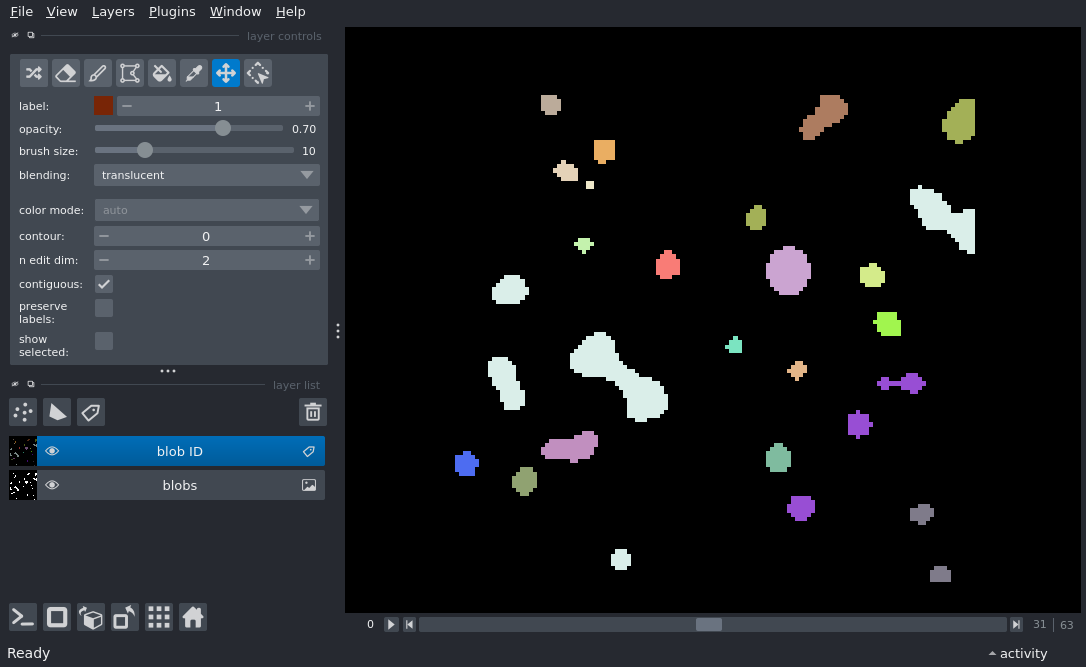 File View Layers Plugins Window Help
layer controls
label: 1
opacity: 0.70
brush size: 10
blending: translucent
color mode: auto
contour: 0
n edit dim: 2
contiguous:
preserve
labels:
show
selected:
layer list
blob ID
blobs
0 31 | 63
Ready activity